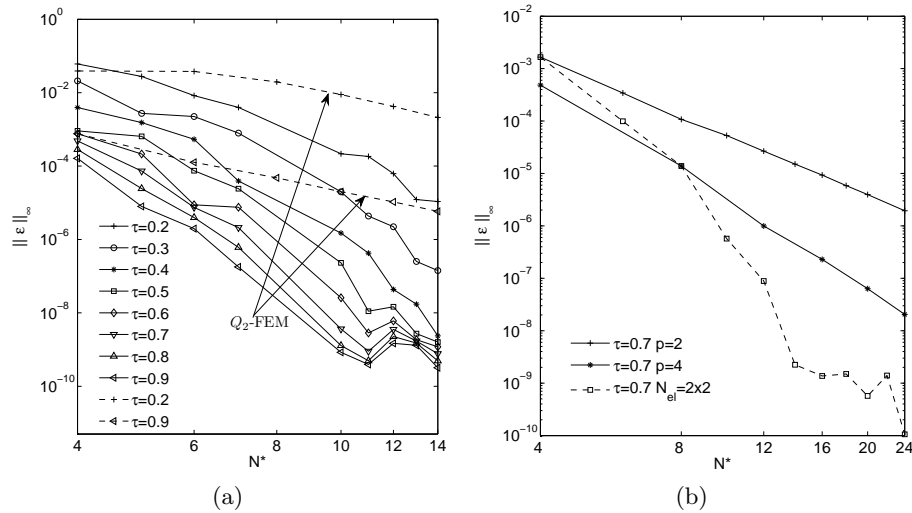 10^0
10^−2
10^−4
10^−6
10^−8
10^−10
|| ε ||_∞
4
6
8
10
12
14
N*
Q_2-FEM
τ=0.2
τ=0.3
τ=0.4
τ=0.5
τ=0.6
τ=0.7
τ=0.8
τ=0.9
τ=0.2
τ=0.9
(a)
10^−2
10^−3
10^−4
10^−5
10^−6
10^−7
10^−8
10^−9
10^−10
|| ε ||_∞
4
8
12
16
20
24
N*
τ=0.7 p=2
τ=0.7 p=4
τ=0.7 N_el=2x2
(b)